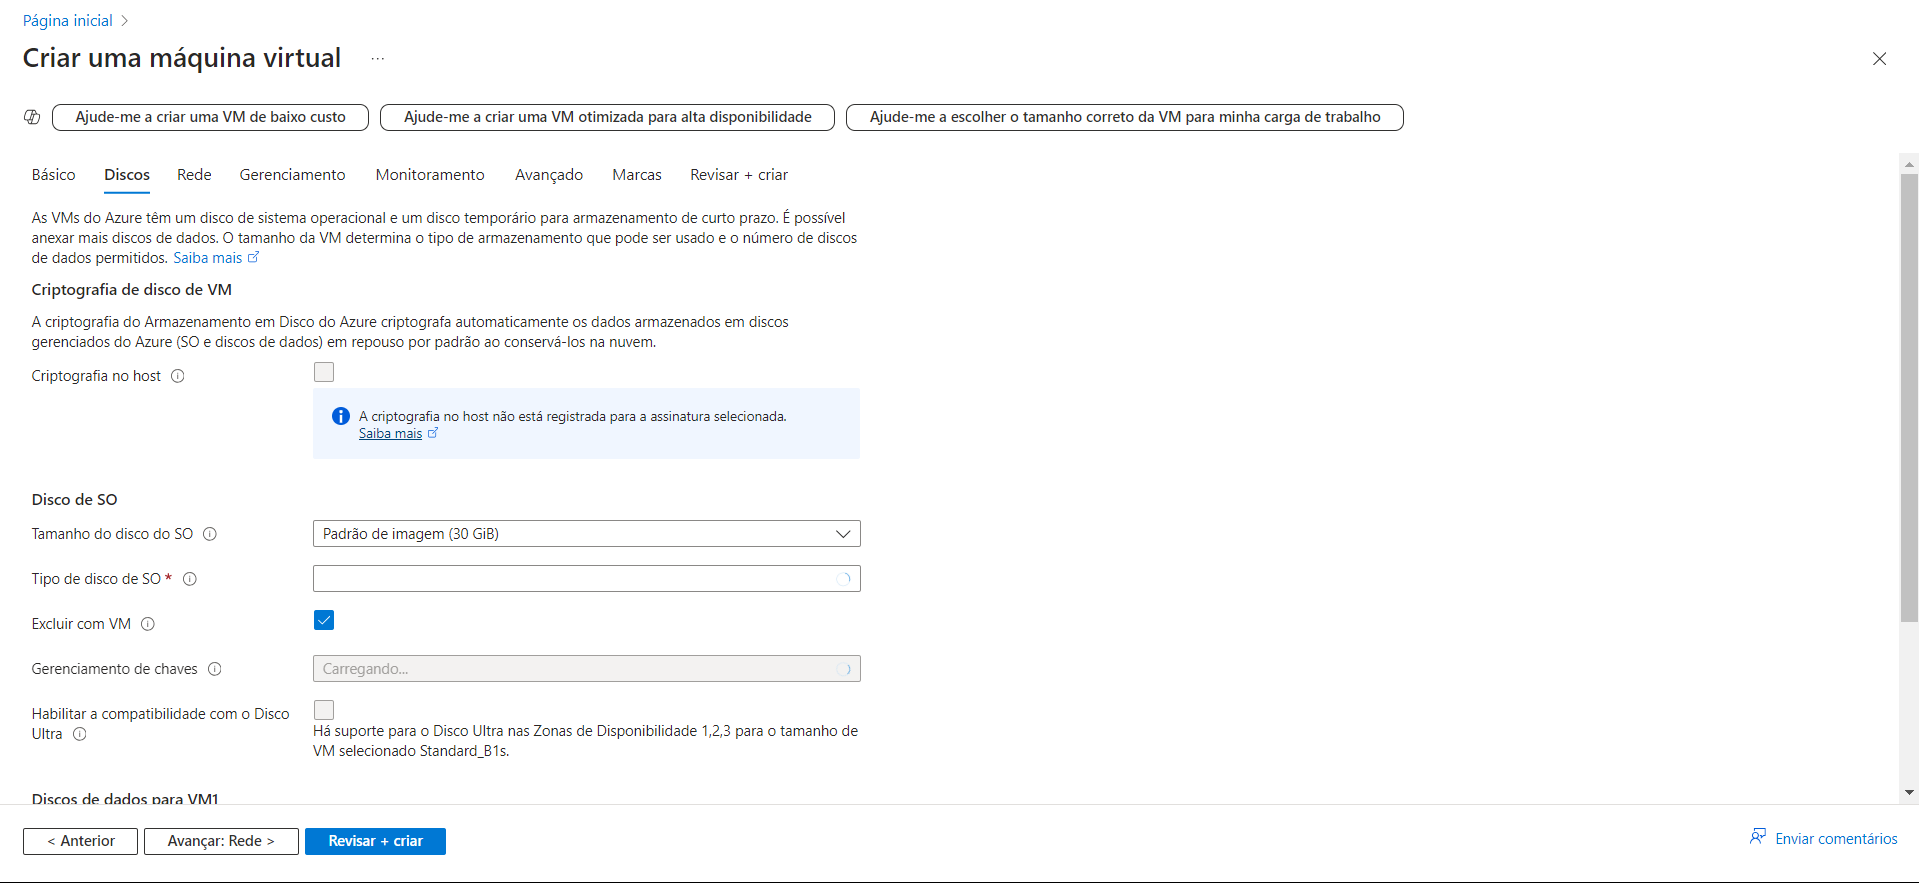 Página inicial
Criar uma máquina virtual ...
Ajude-me a criar uma VM de baixo custo
Ajude-me a criar uma VM otimizada para alta disponibilidade
Ajude-me a escolher o tamanho correto da VM para minha carga de trabalho
Básico Discos Rede Gerenciamento Monitoramento Avançado Marcas Revisar + criar
As VMs do Azure têm um disco de sistema operacional e um disco temporário para armazenamento de curto prazo. É possível
anexar mais discos de dados. O tamanho da VM determina o tipo de armazenamento que pode ser usado e o número de discos
de dados permitidos. Saiba mais
Criptografia de disco de VM
A criptografia do Armazenamento em Disco do Azure criptografa automaticamente os dados armazenados em discos
gerenciados do Azure (SO e discos de dados) em repouso por padrão ao conservá-los na nuvem.
Criptografia no host
A criptografia no host não está registrada para a assinatura selecionada.
Saiba mais
Disco de SO
Tamanho do disco do SO
Padrão de imagem (30 GiB)
Tipo de disco de SO *
Excluir com VM
Gerenciamento de chaves
Carregando...
Habilitar a compatibilidade com o Disco
Ultra
Há suporte para o Disco Ultra nas Zonas de Disponibilidade 1,2,3 para o tamanho de
VM selecionado Standard_B1s.
Discos de dados para VM1
< Anterior
Avançar: Rede >
Revisar + criar
Enviar comentários